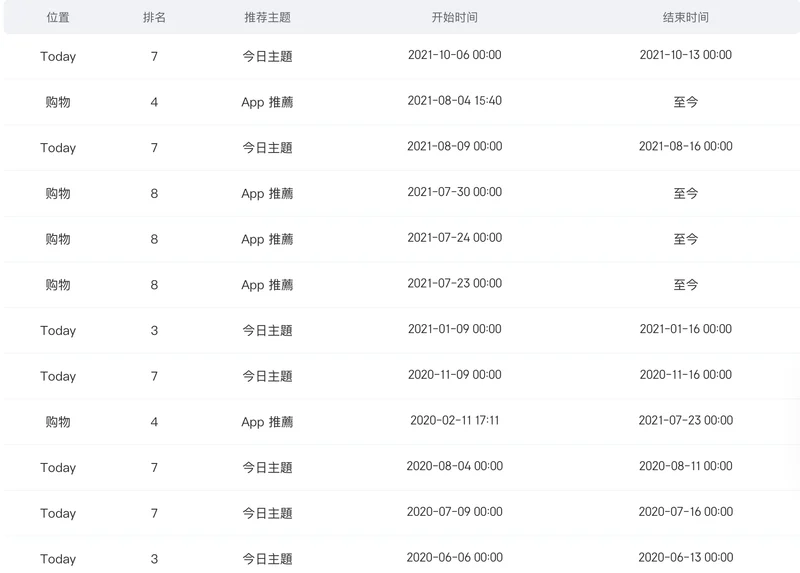 位置 排名 推荐主题 开始时间 结束时间
Today 7 今日主題 2021-10-06 00:00 2021-10-13 00:00
购物 4 App 推薦 2021-08-04 15:40 至今
Today 7 今日主題 2021-08-09 00:00 2021-08-16 00:00
购物 8 App 推薦 2021-07-30 00:00 至今
购物 8 App 推薦 2021-07-24 00:00 至今
购物 8 App 推薦 2021-07-23 00:00 至今
Today 3 今日主題 2021-01-09 00:00 2021-01-16 00:00
Today 7 今日主題 2020-11-09 00:00 2020-11-16 00:00
购物 4 App 推薦 2020-02-11 17:11 2021-07-23 00:00
Today 7 今日主題 2020-08-04 00:00 2020-08-11 00:00
Today 7 今日主題 2020-07-09 00:00 2020-07-16 00:00
Today 3 今日主題 2020-06-06 00:00 2020-06-13 00:00